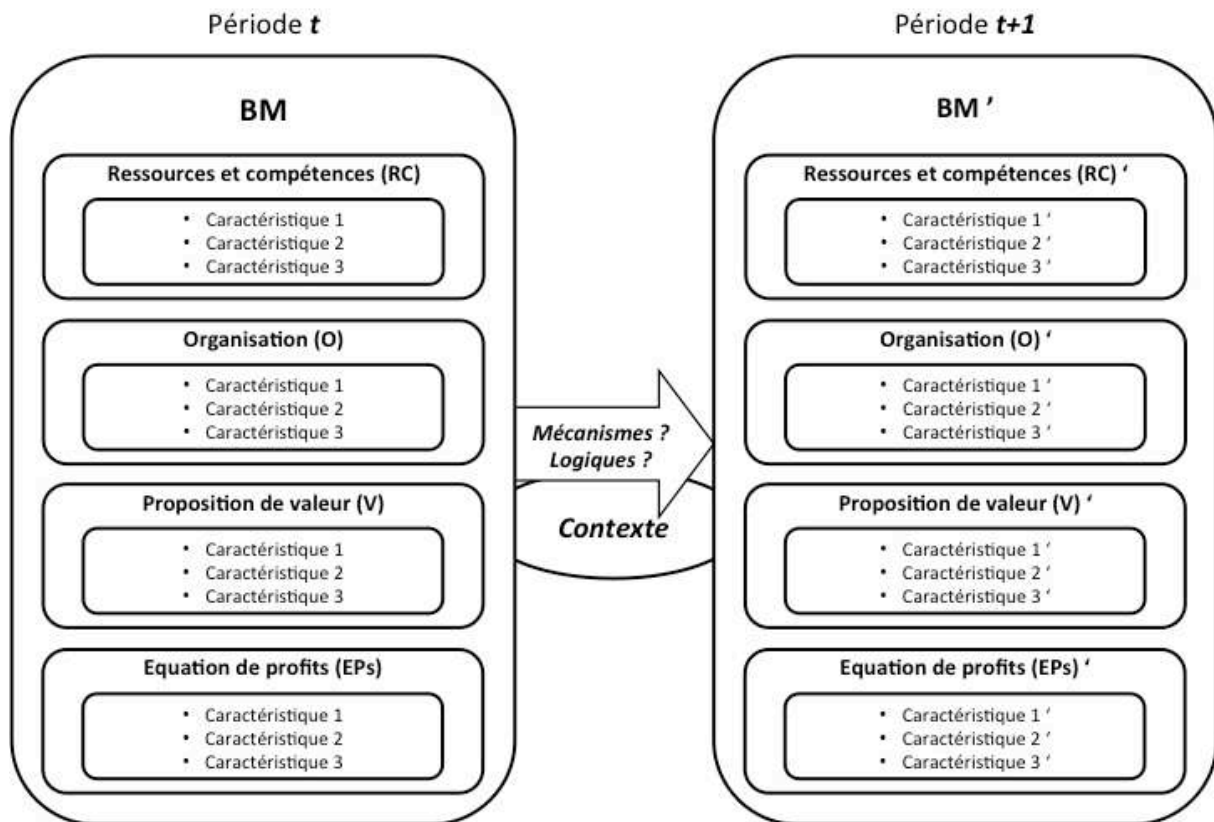 Période t
BM
Ressources et compétences (RC)
• Caractéristique 1
• Caractéristique 2
• Caractéristique 3
Organisation (O)
• Caractéristique 1
• Caractéristique 2
• Caractéristique 3
Proposition de valeur (V)
• Caractéristique 1
• Caractéristique 2
• Caractéristique 3
Equation de profits (EPs)
• Caractéristique 1
• Caractéristique 2
• Caractéristique 3
Mécanismes ?
Logiques ?
Contexte
Période t+1
BM ’
Ressources et compétences (RC) ‘
• Caractéristique 1 ‘
• Caractéristique 2 ‘
• Caractéristique 3 ‘
Organisation (O) ‘
• Caractéristique 1 ‘
• Caractéristique 2 ‘
• Caractéristique 3 ‘
Proposition de valeur (V) ‘
• Caractéristique 1 ‘
• Caractéristique 2 ‘
• Caractéristique 3 ‘
Equation de profits (EPs) ‘
• Caractéristique 1 ‘
• Caractéristique 2 ‘
• Caractéristique 3 ‘